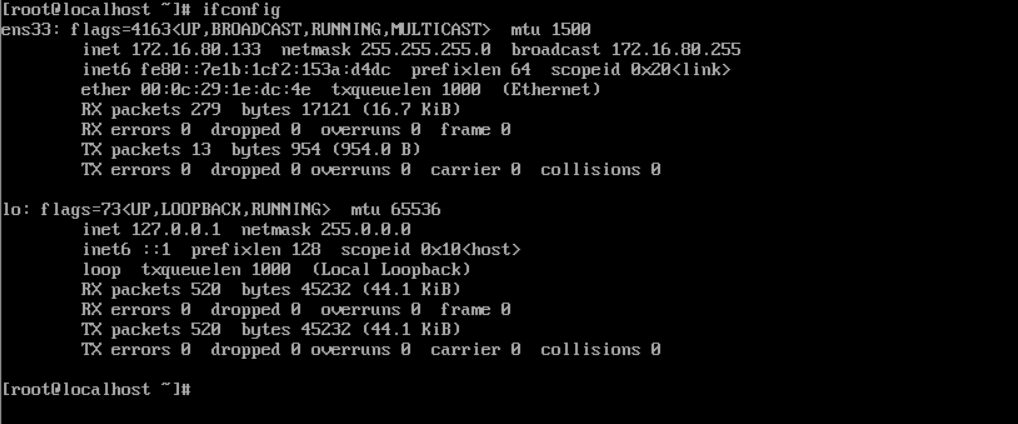 [root@localhost ~]# ifconfig
ens33: flags=4163<UP,BROADCAST,RUNNING,MULTICAST>  mtu 1500
        inet 172.16.80.133  netmask 255.255.255.0  broadcast 172.16.80.255
        inet6 fe80::7e1b:1cf2:153a:d4dc  prefixlen 64  scopeid 0x20<link>
        ether 00:0c:29:1e:dc:4e  txqueuelen 1000  (Ethernet)
        RX packets 279  bytes 17121 (16.7 KiB)
        RX errors 0  dropped 0  overruns 0  frame 0
        TX packets 13  bytes 954 (954.0 B)
        TX errors 0  dropped 0 overruns 0  carrier 0  collisions 0

lo: flags=73<UP,LOOPBACK,RUNNING>  mtu 65536
        inet 127.0.0.1  netmask 255.0.0.0
        inet6 ::1  prefixlen 128  scopeid 0x10<host>
        loop  txqueuelen 1000  (Local Loopback)
        RX packets 520  bytes 45232 (44.1 KiB)
        RX errors 0  dropped 0  overruns 0  frame 0
        TX packets 520  bytes 45232 (44.1 KiB)
        TX errors 0  dropped 0 overruns 0  carrier 0  collisions 0

[root@localhost ~]#